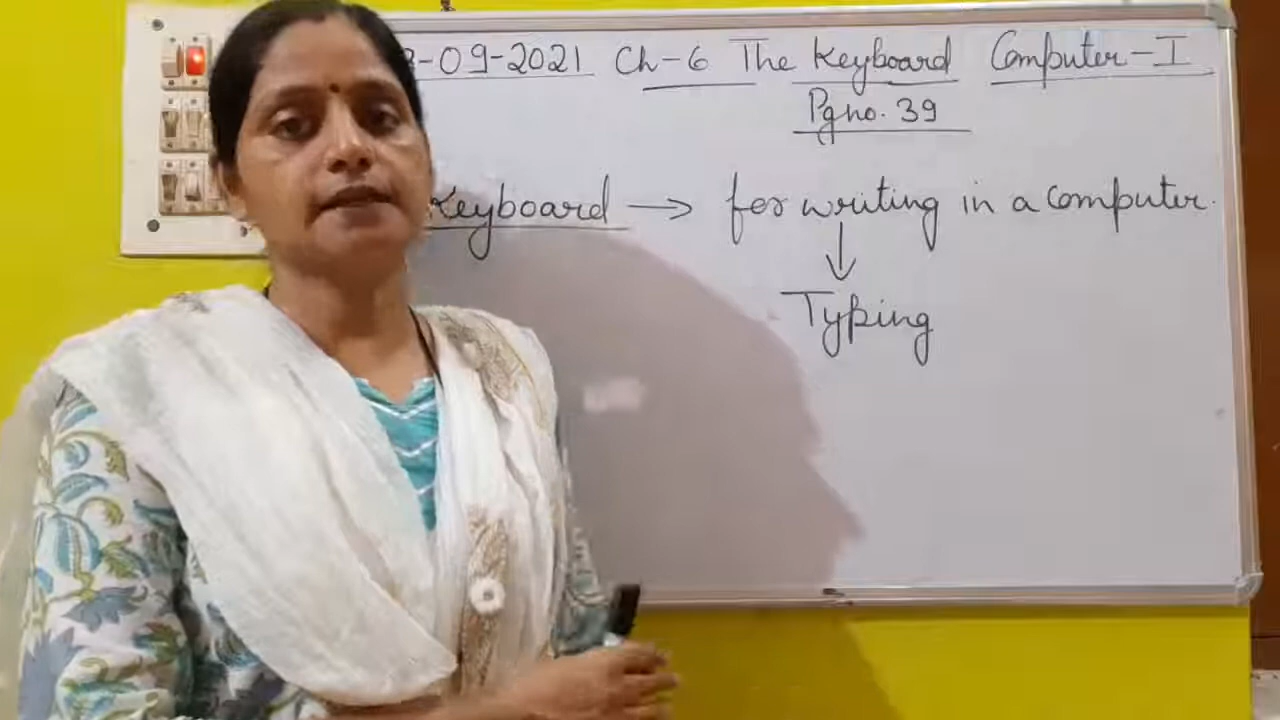 -09-2021 Ch-6 The Keyboard Computer-I
Pg no. 39
Keyboard → for writing in a computer.
↓
Typing